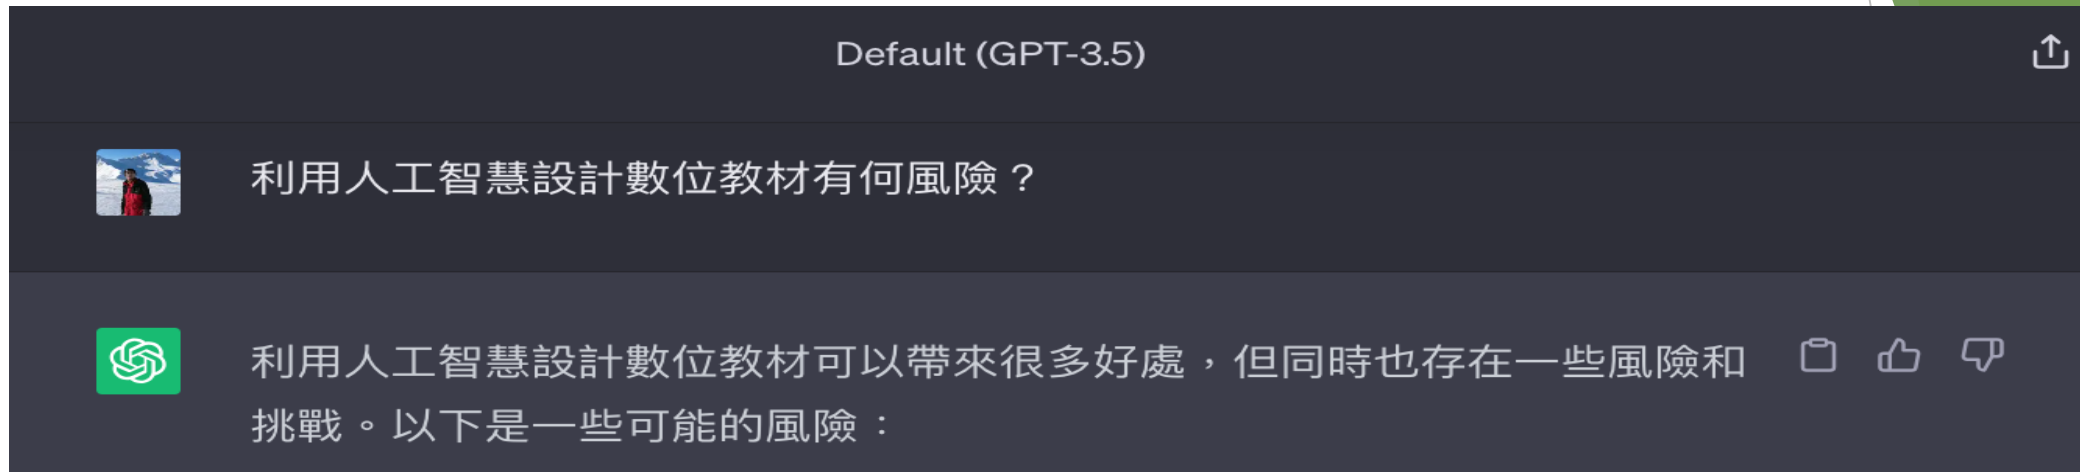 Default (GPT-3.5)
利用人工智慧設計數位教材有何風險？
利用人工智慧設計數位教材可以帶來很多好處，但同時也存在一些風險和
挑戰。以下是一些可能的風險：